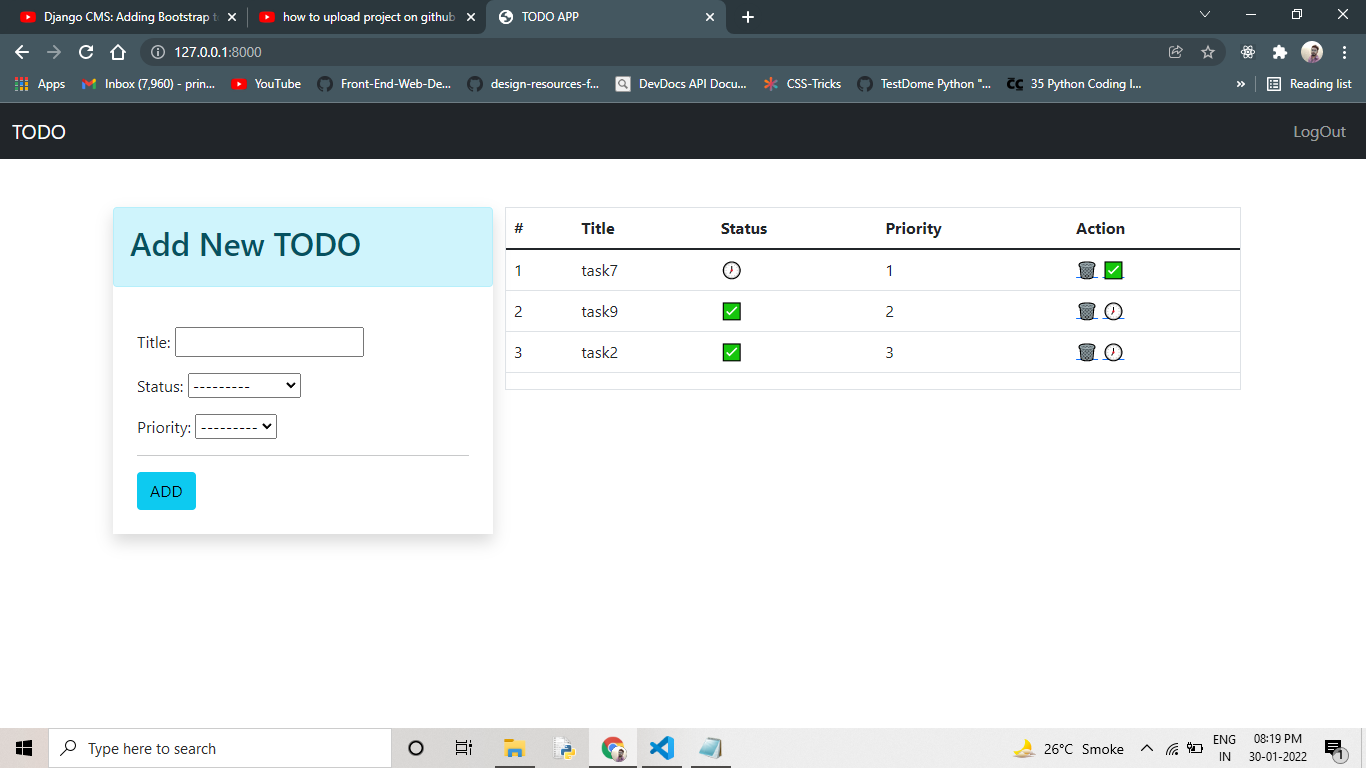 Django CMS: Adding Bootstrap t
how to upload project on github
TODO APP
127.0.0.1:8000
Apps
Inbox (7,960) - prin...
YouTube
Front-End-Web-De...
design-resources-f...
DevDocs API Docu...
CSS-Tricks
TestDome Python "...
35 Python Coding I...
»
Reading list
TODO
LogOut
Add New TODO
Title:
Status: ---------
Priority: ---------
ADD
# Title Status Priority Action
1 task7 1
2 task9 2
3 task2 3
Type here to search
26°C Smoke
ENG
IN
08:19 PM
30-01-2022
1